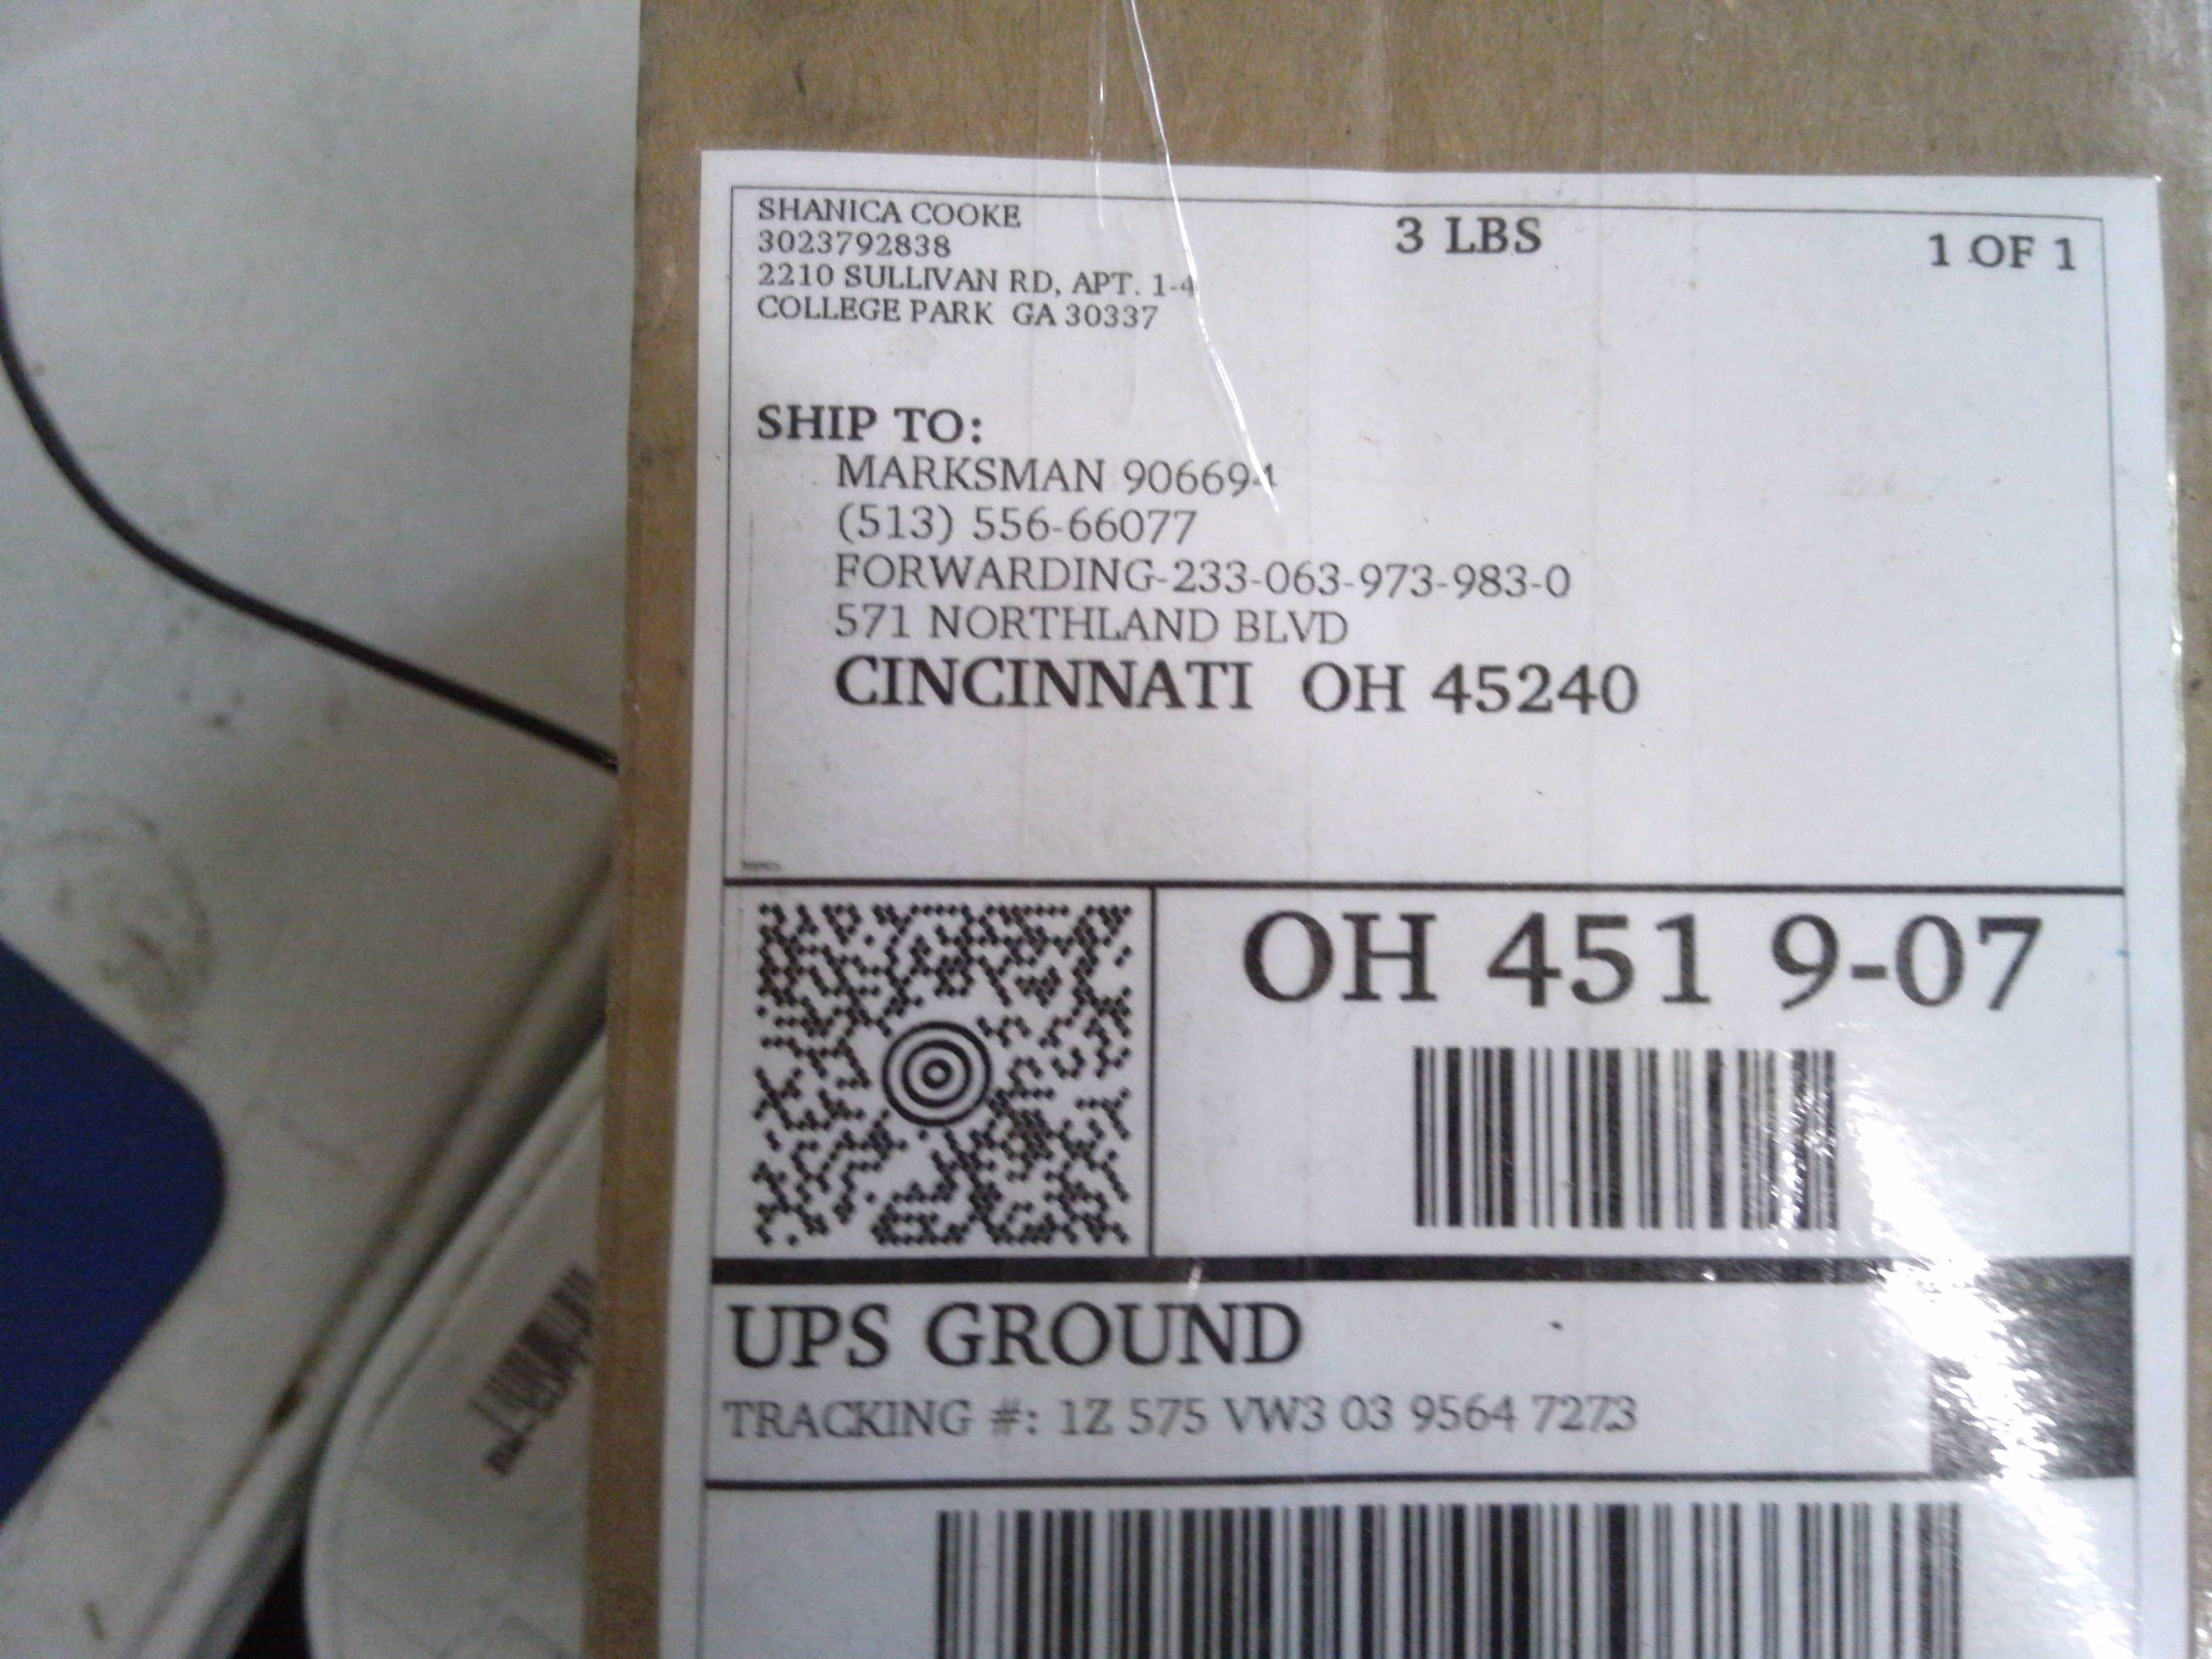 SHANICA COOKE
3023792838
2210 SULLIVAN RD, APT. 1-4
COLLEGE PARK GA 30337
3 LBS
1 OF 1
SHIP TO:
MARKSMAN 906694
(513) 556-66077
FORWARDING-233-063-973-983-0
571 NORTHLAND BLVD
CINCINNATI OH 45240
OH 451 9-07
UPS GROUND
TRACKING #: 1Z 575 VW3 03 9564 7273